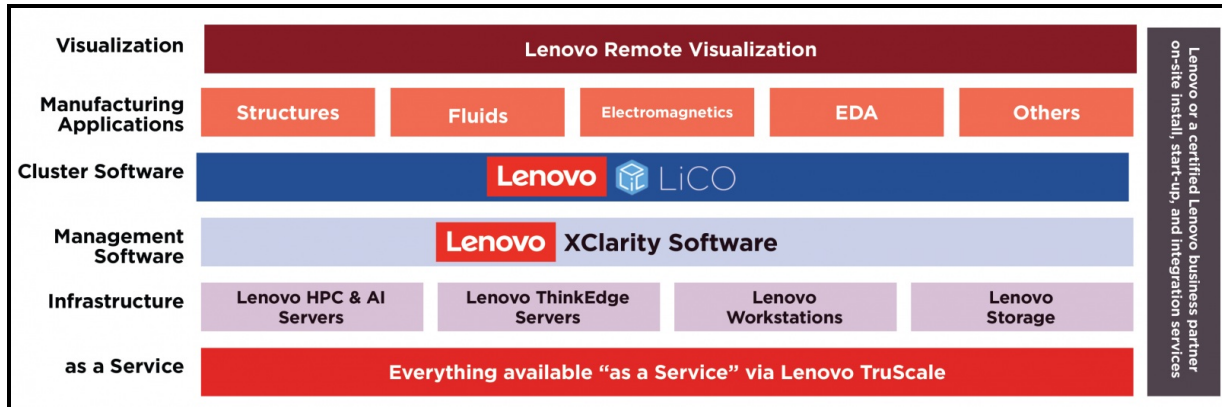 Visualization
Lenovo Remote Visualization
Manufacturing
Applications
Structures
Fluids
Electromagnetics
EDA
Others
Cluster Software
Lenovo LiCO
Management
Software
Lenovo XClarity Software
Infrastructure
Lenovo HPC & AI
Servers
Lenovo ThinkEdge
Servers
Lenovo
Workstations
Lenovo
Storage
as a Service
Everything available “as a Service” via Lenovo TruScale
Lenovo or a certified Lenovo business partner
on-site install, start-up, and integration services